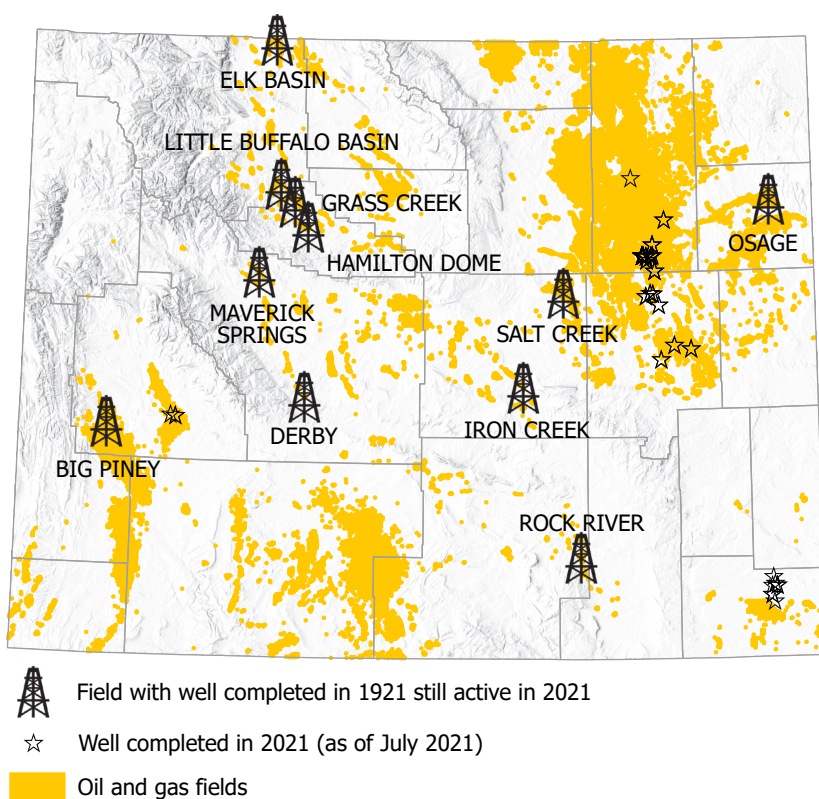 ELK BASIN
LITTLE BUFFALO BASIN
GRASS CREEK
OSAGE
HAMILTON DOME
MAVERICK
SPRINGS
SALT CREEK
DERBY
IRON CREEK
BIG PINEY
ROCK RIVER
Field with well completed in 1921 still active in 2021
Well completed in 2021 (as of July 2021)
Oil and gas fields